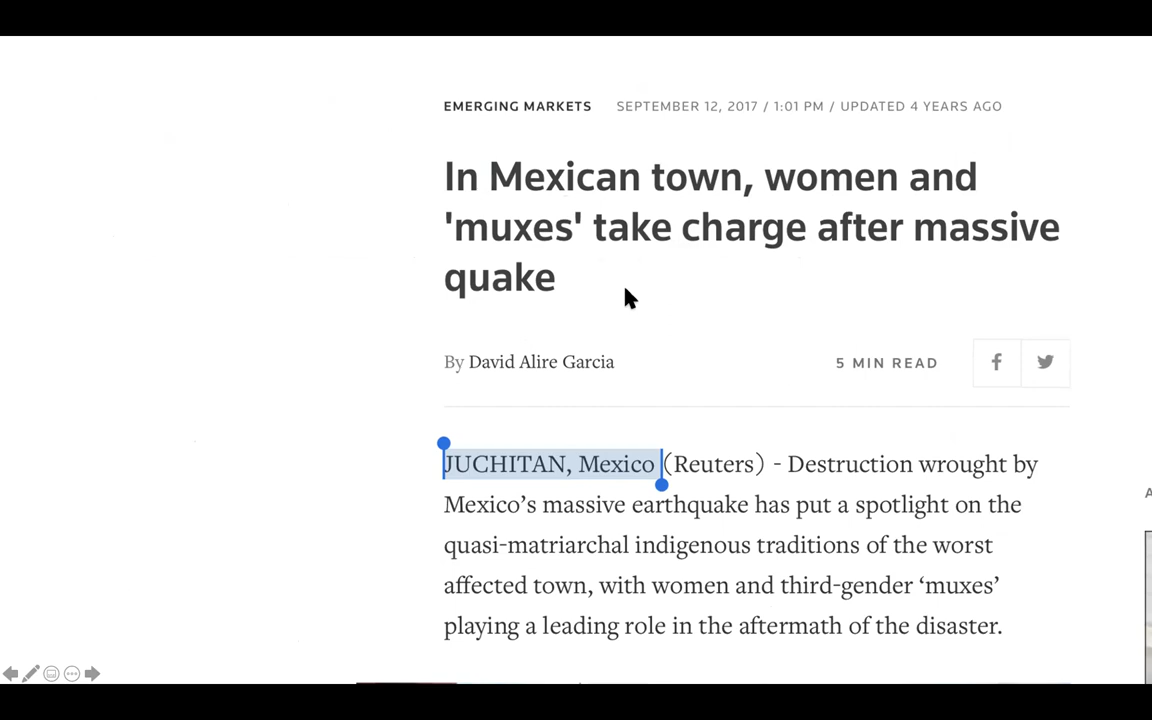 EMERGING MARKETS SEPTEMBER 12, 2017 / 1:01 PM / UPDATED 4 YEARS AGO
In Mexican town, women and
'muxes' take charge after massive
quake
By David Alire Garcia 5 MIN READ
JUCHITAN, Mexico (Reuters) - Destruction wrought by
Mexico’s massive earthquake has put a spotlight on the
quasi-matriarchal indigenous traditions of the worst
affected town, with women and third-gender ‘muxes’
playing a leading role in the aftermath of the disaster.